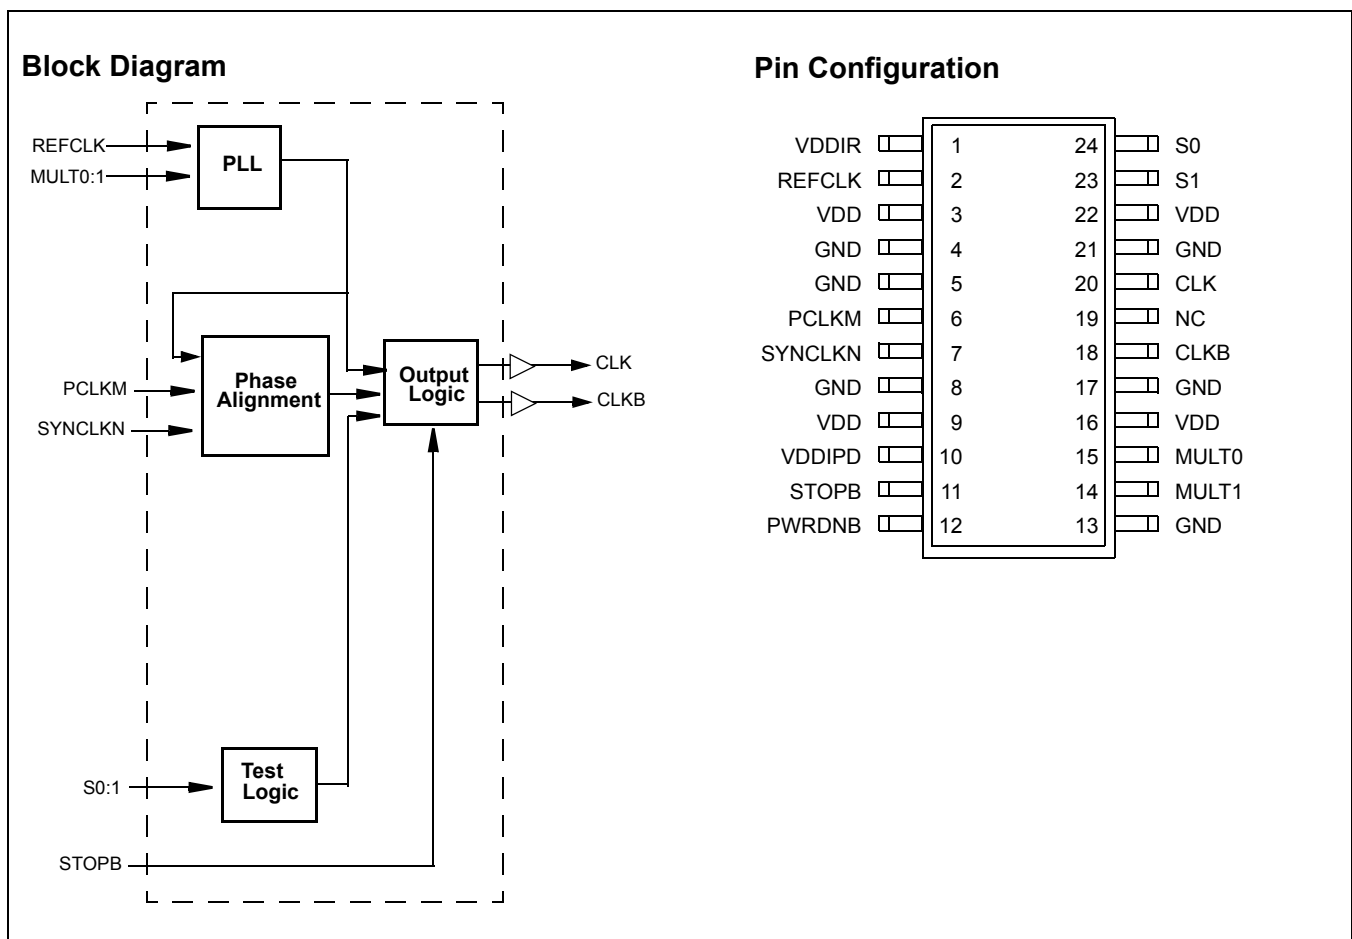 Block Diagram
REFCLK
MULT0:1
PLL
PCLKM
SYNCLKN
Phase
Alignment
Output
Logic
CLK
CLKB
S0:1
Test
Logic
STOPB
Pin Configuration
VDDIR 1 24 S0
REFCLK 2 23 S1
VDD 3 22 VDD
GND 4 21 GND
GND 5 20 CLK
PCLKM 6 19 NC
SYNCLKN 7 18 CLKB
GND 8 17 GND
VDD 9 16 VDD
VDDIPD 10 15 MULT0
STOPB 11 14 MULT1
PWRDNB 12 13 GND